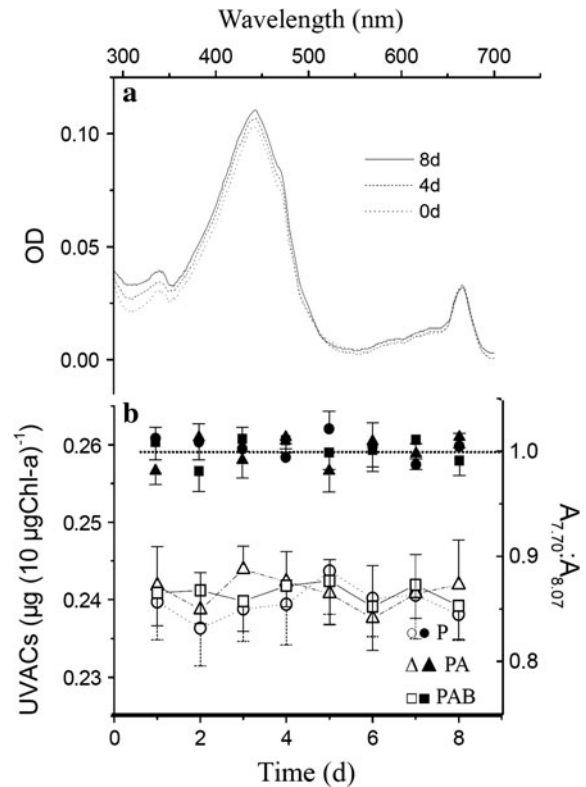 Wavelength (nm)
300 400 500 600 700
a
0.10
0.05
0.00
OD
8d
4d
0d
b
0.26
0.25
0.24
0.23
UVACs (µg (10 µgChl-a)⁻¹)
1.0
0.9
0.8
A7.70:A8.07
P
PA
PAB
0 2 4 6 8
Time (d)